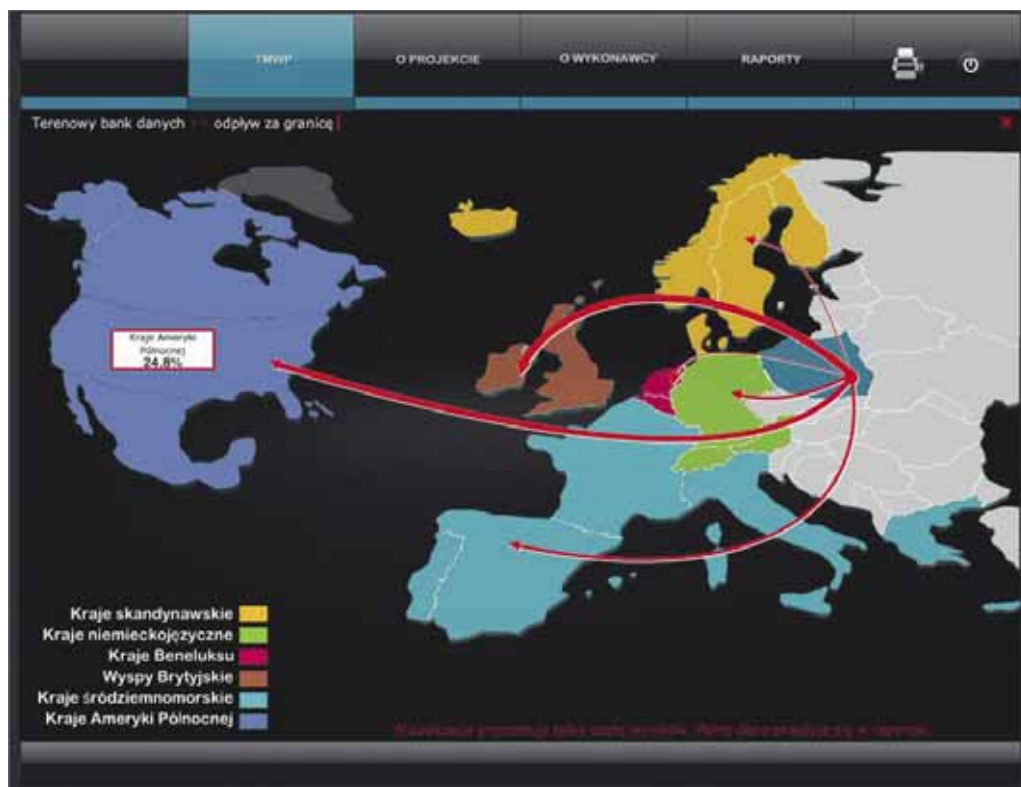 TMWP
O PROJEKCIE
O WYKONAWCY
RAPORTY
Terenowy bank danych >> odpływ za granicę
Kraje Ameryki
Północnej
24.8%
Kraje skandynawskie
Kraje niemieckojęzyczne
Kraje Beneluksu
Wyspy Brytyjskie
Kraje śródziemnomorskie
Kraje Ameryki Północnej